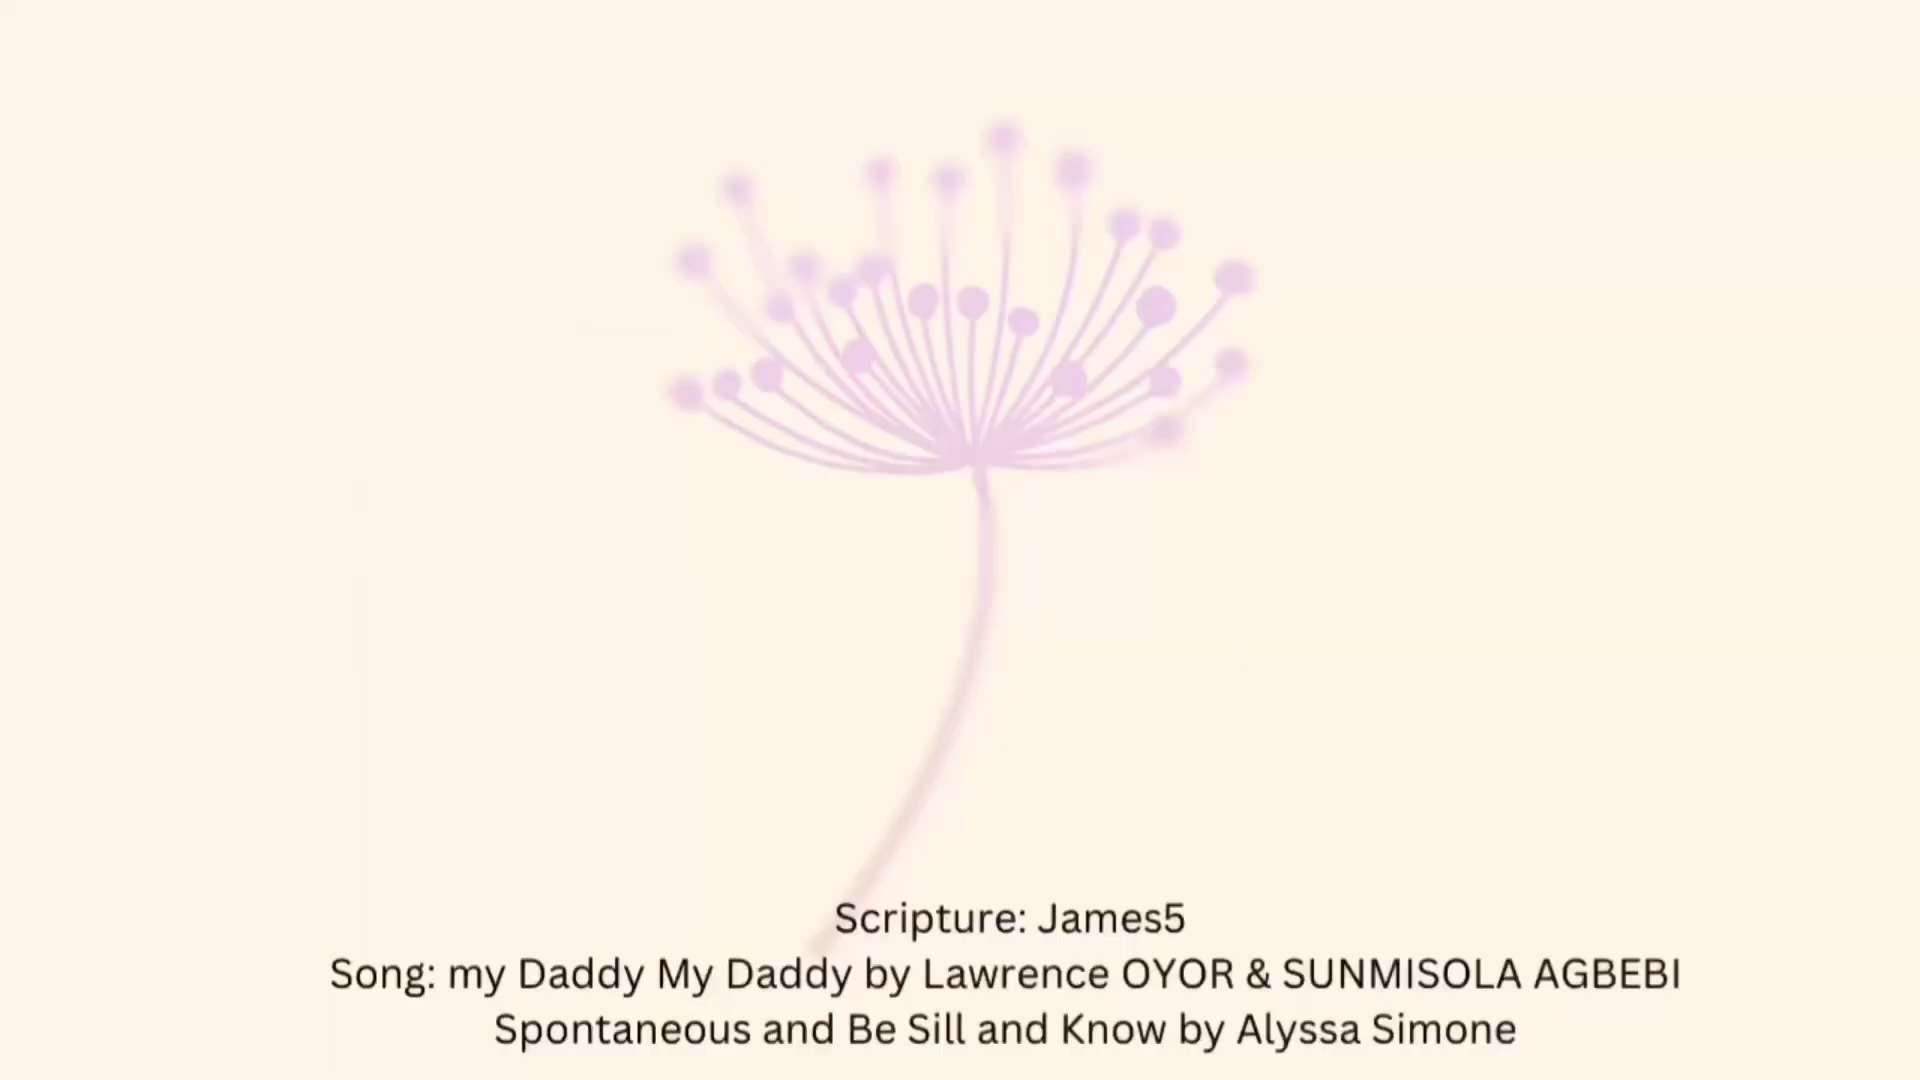 Scripture: James5
Song: my Daddy My Daddy by Lawrence OYOR & SUNMISOLA AGBEBI
Spontaneous and Be Sill and Know by Alyssa Simone